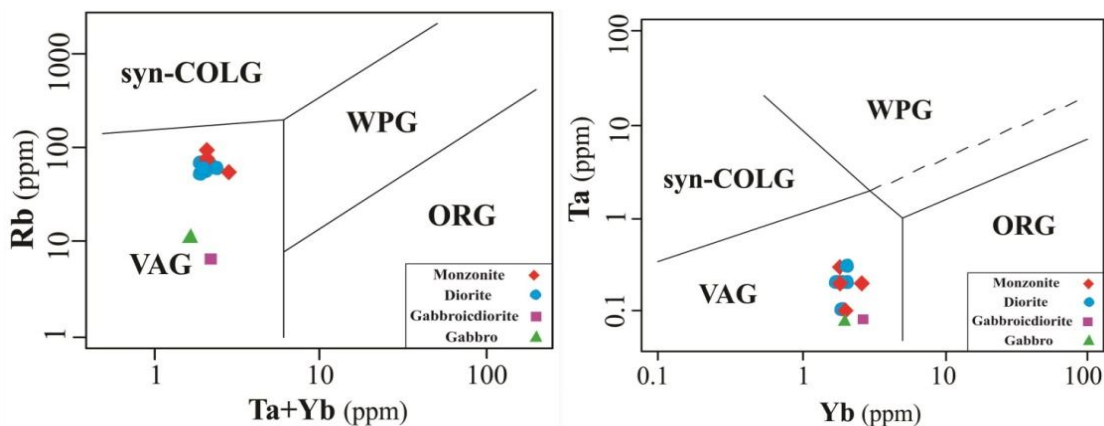 1000
100
10
1
Rb (ppm)
syn-COLG
WPG
ORG
VAG
Monzonite
Diorite
Gabbroicdiorite
Gabbro
1
10
100
Ta+Yb (ppm)
100
10
1
0.1
Ta (ppm)
WPG
syn-COLG
ORG
VAG
Monzonite
Diorite
Gabbroicdiorite
Gabbro
0.1
1
10
100
Yb (ppm)